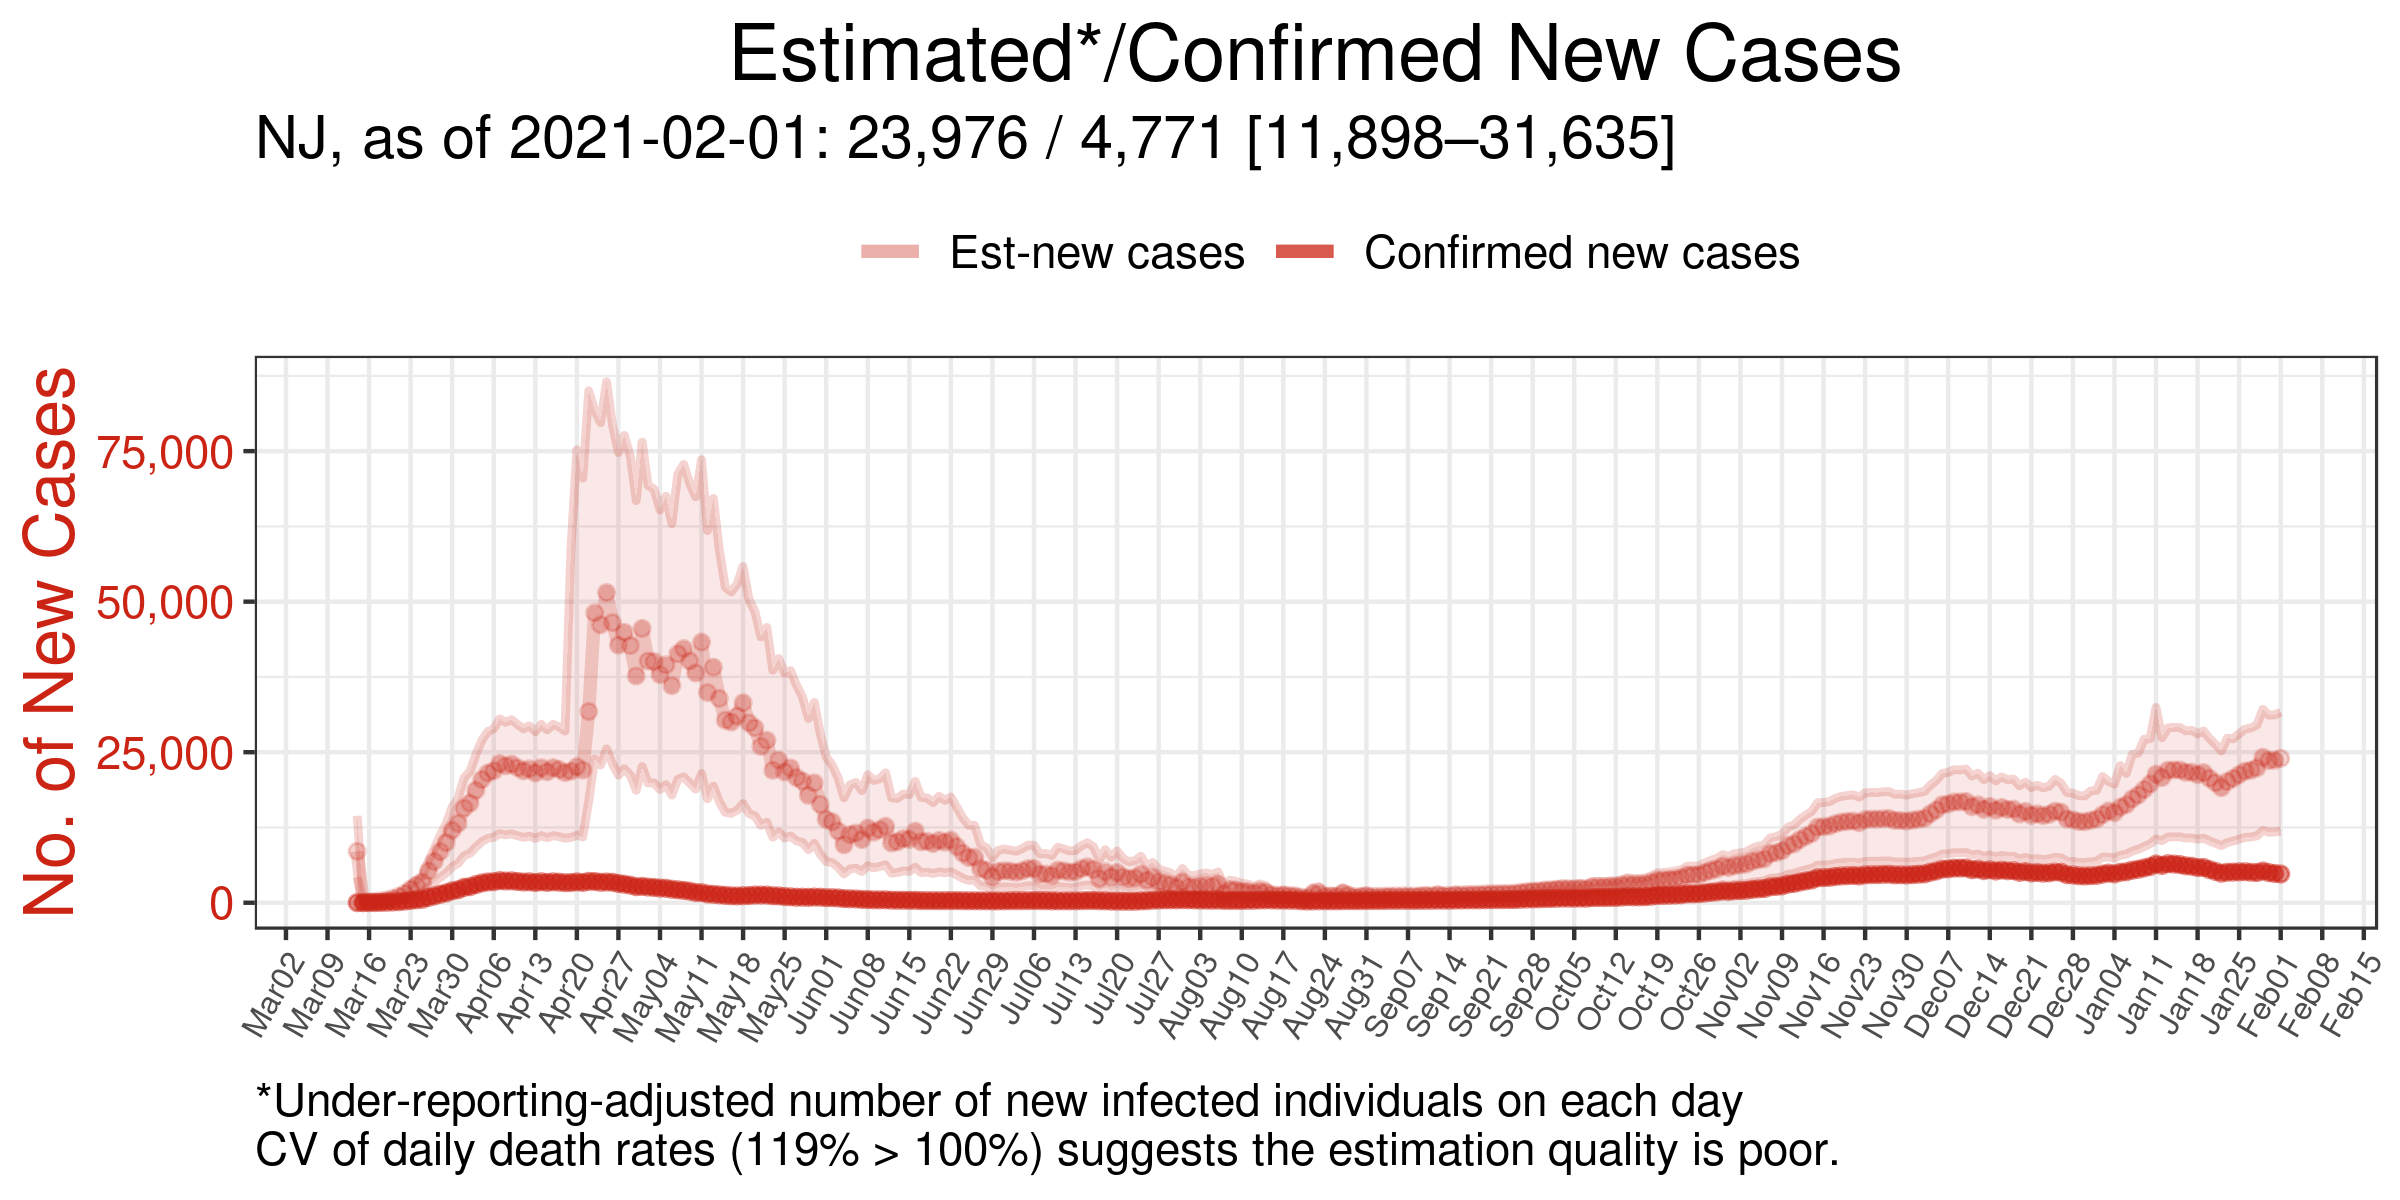 Estimated*/Confirmed New Cases
NJ, as of 2021-02-01: 23,976 / 4,771 [11,898–31,635]
Est-new cases
Confirmed new cases
No. of New Cases
75,000
50,000
25,000
0
Mar02
Mar09
Mar16
Mar23
Mar30
Apr06
Apr13
Apr20
Apr27
May04
May11
May18
May25
Jun01
Jun08
Jun15
Jun22
Jun29
Jul06
Jul13
Jul20
Jul27
Aug03
Aug10
Aug17
Aug24
Aug31
Sep07
Sep14
Sep21
Sep28
Oct05
Oct12
Oct19
Oct26
Nov02
Nov09
Nov16
Nov23
Nov30
Dec07
Dec14
Dec21
Dec28
Jan04
Jan11
Jan18
Jan25
Feb01
Feb08
Feb15
*Under-reporting-adjusted number of new infected individuals on each day
CV of daily death rates (119% > 100%) suggests the estimation quality is poor.